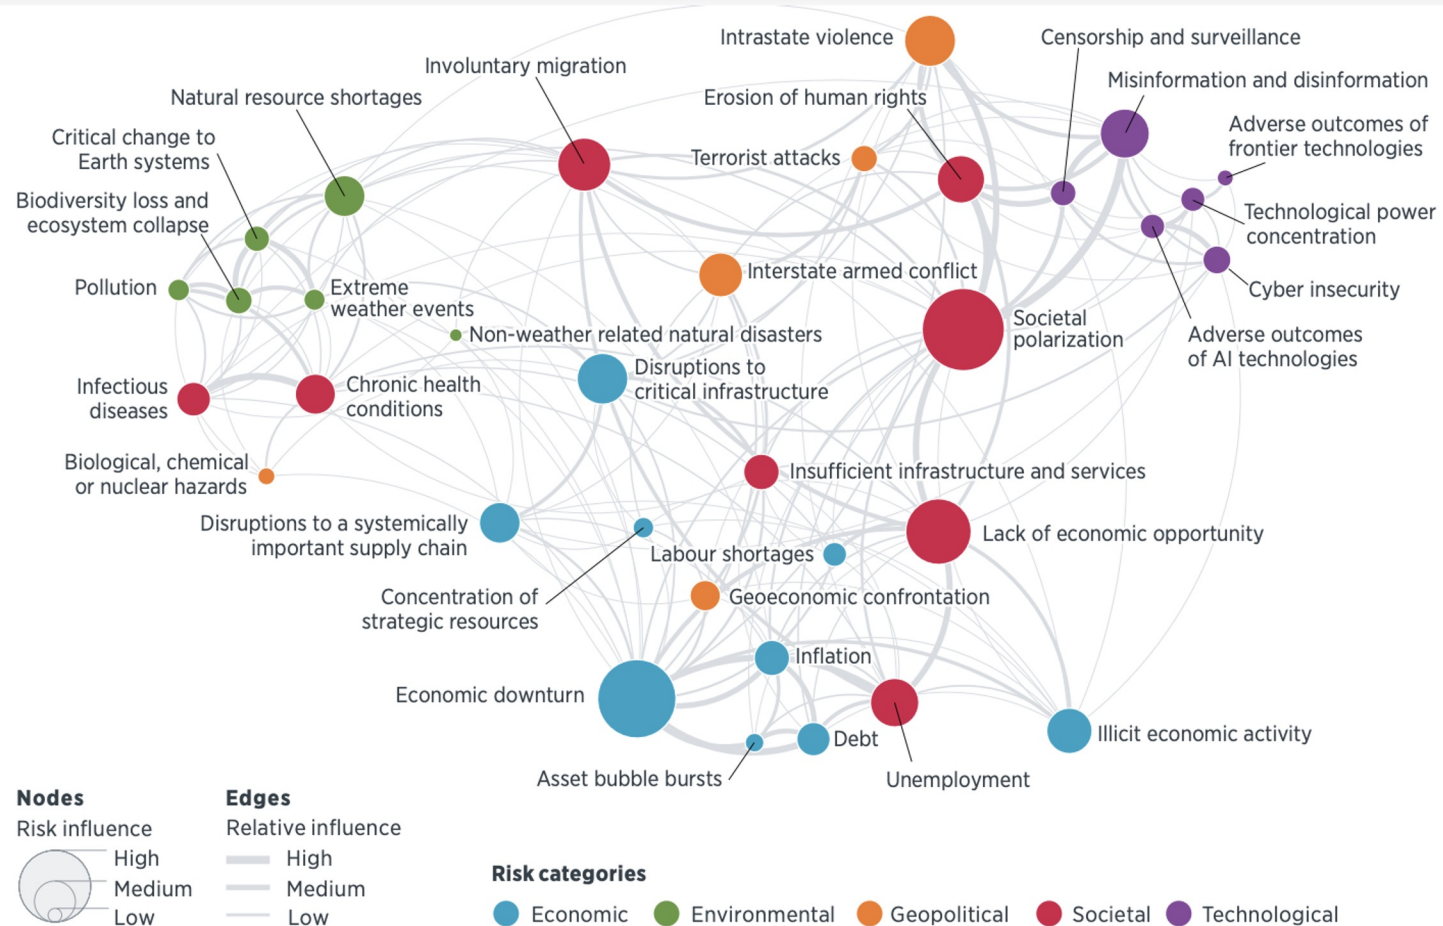 Intrastate violence
Censorship and surveillance
Involuntary migration
Misinformation and disinformation
Natural resource shortages
Erosion of human rights
Adverse outcomes of
frontier technologies
Critical change to
Earth systems
Terrorist attacks
Biodiversity loss and
ecosystem collapse
Technological power
concentration
Pollution
Extreme
weather events
Interstate armed conflict
Cyber insecurity
Non-weather related natural disasters
Societal
polarization
Adverse outcomes
of AI technologies
Disruptions to
critical infrastructure
Infectious
diseases
Chronic health
conditions
Biological, chemical
or nuclear hazards
Insufficient infrastructure and services
Disruptions to a systemically
important supply chain
Labour shortages
Lack of economic opportunity
Concentration of
strategic resources
Geoeconomic confrontation
Inflation
Economic downturn
Debt
Illicit economic activity
Asset bubble bursts
Unemployment
Nodes
Risk influence
High
Medium
Low
Edges
Relative influence
High
Medium
Low
Risk categories
Economic
Environmental
Geopolitical
Societal
Technological